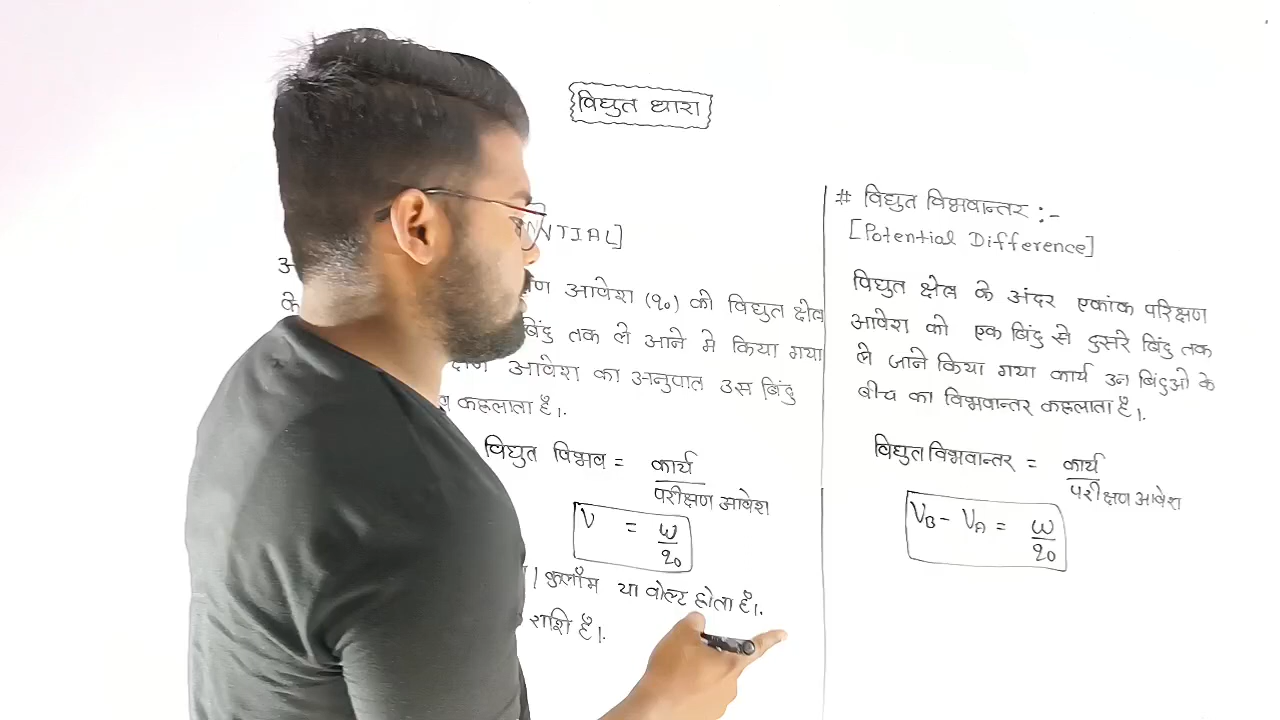 विद्युत धारा
NTIAL]
आवेश (q₀) को विद्युत क्षेत्र
बिंदु तक ले आने मे किया गया
आवेश का अनुपात उस बिंदु
कहलाता है।.
विद्युत विभव = कार्य
परीक्षण आवेश
V = W
q₀
/ कुलॉम या वोल्ट होता है।.
राशि है।.
# विद्युत विभवान्तर :-
[Potential Difference]
विद्युत क्षेत्र के अंदर एकांक परिक्षण
आवेश को एक बिंदु से दुसरे बिंदु तक
ले जाने किया गया कार्य उन बिंदुओ के
बीच का विभवान्तर कहलाता है।.
विद्युत विभवान्तर = कार्य
परीक्षण आवेश
V_B - V_A = W
q₀